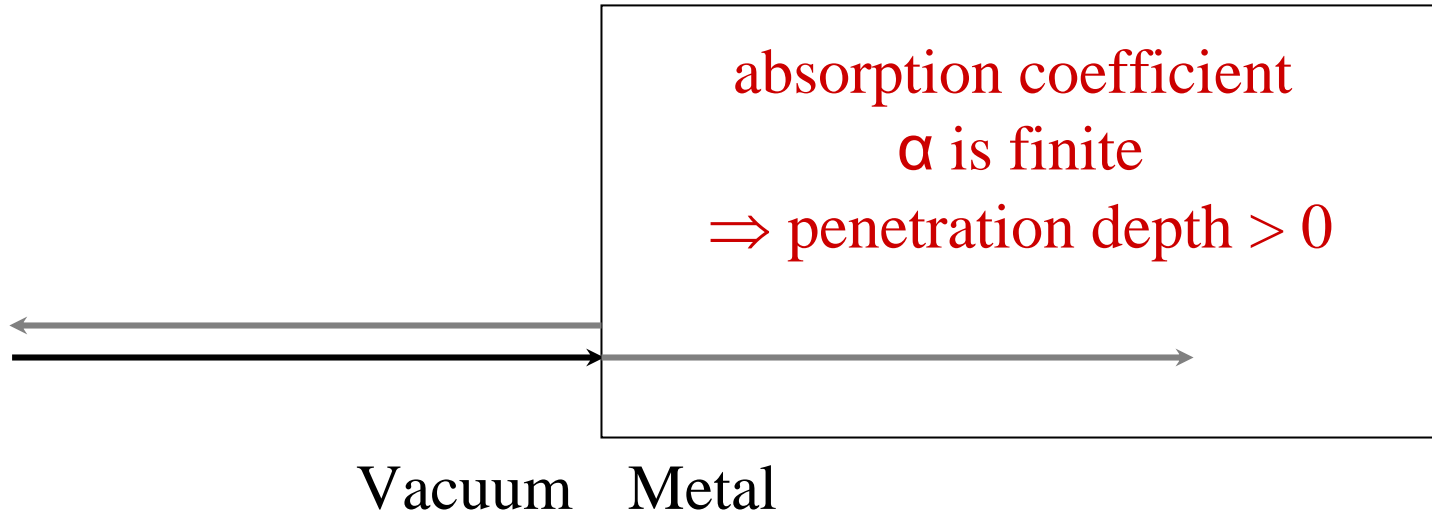 absorption coefficient
α is finite
⇒ penetration depth > 0
Vacuum Metal